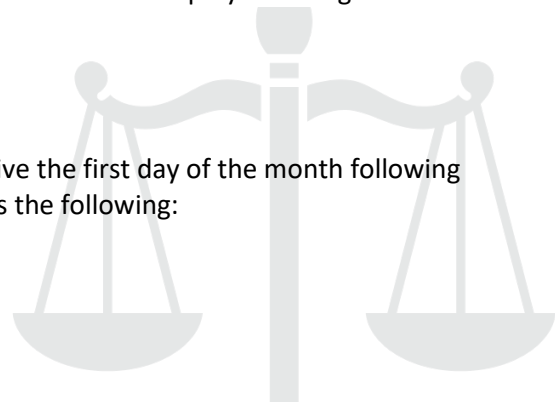 ive the first day of the month following
s the following: